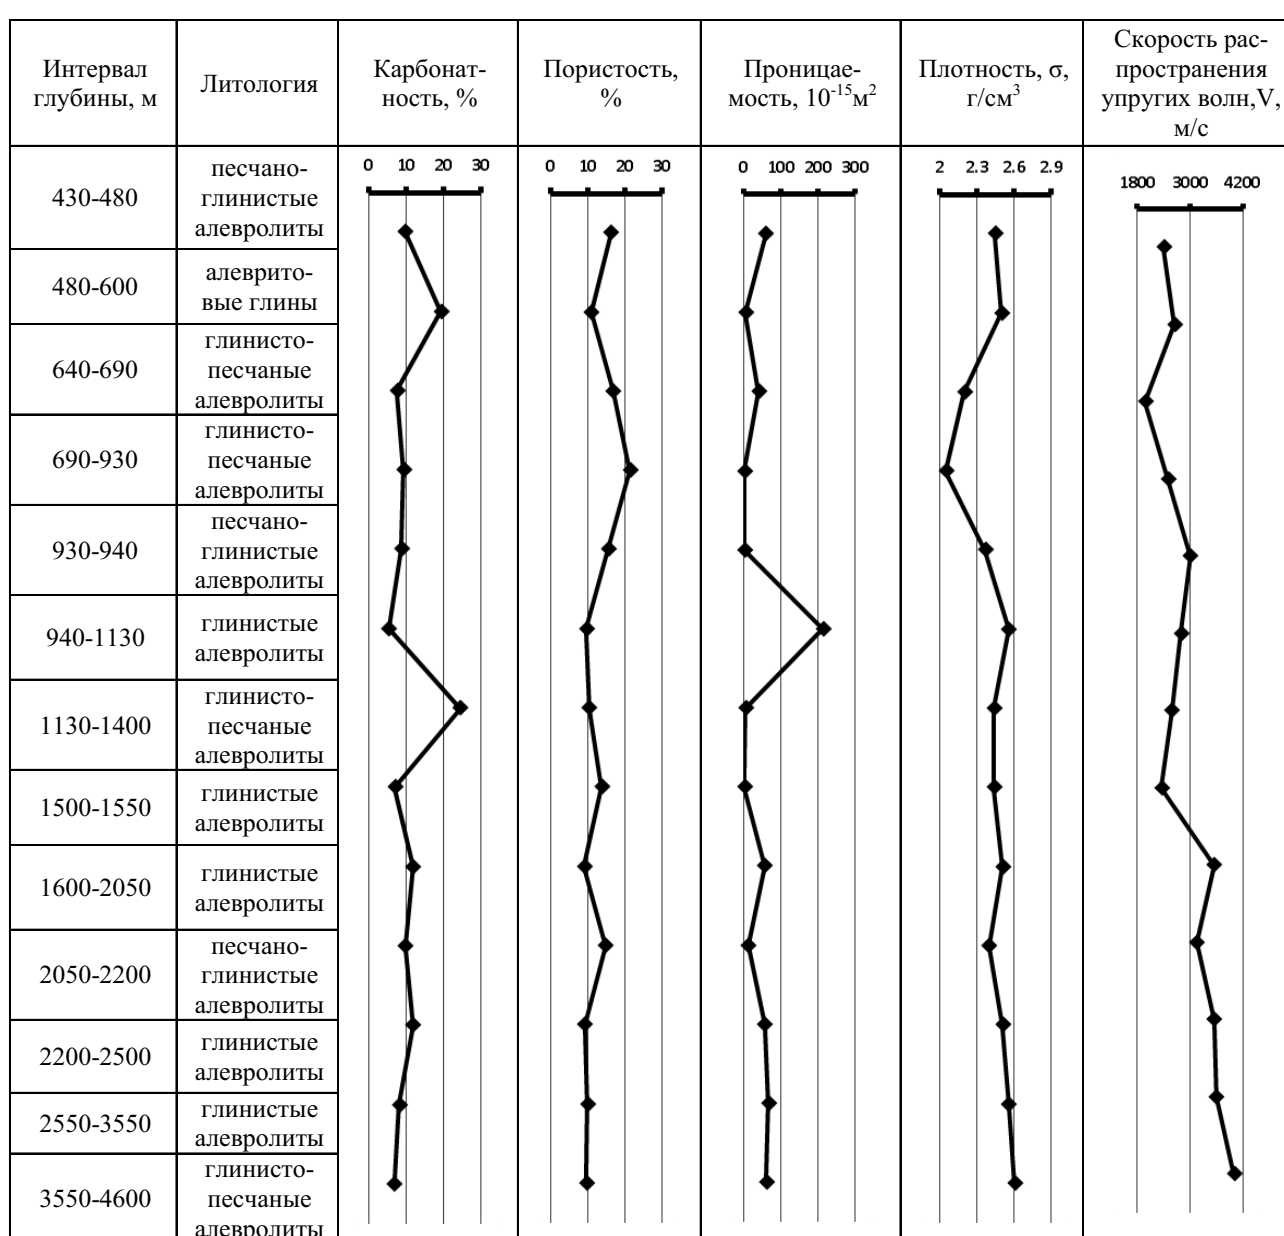 Интервал
глубины, м
Литология
Карбонат-
ность, %
Пористость,
%
Проницае-
мость, 10⁻¹⁵м²
Плотность, σ,
г/см³
Скорость рас-
пространения
упругих волн,V,
м/с
0 10 20 30
0 10 20 30
0 100 200 300
2 2.3 2.6 2.9
1800 3000 4200
430-480
песчано-
глинистые
алевролиты
480-600
алеврито-
вые глины
640-690
глинисто-
песчаные
алевролиты
690-930
глинисто-
песчаные
алевролиты
930-940
песчано-
глинистые
алевролиты
940-1130
глинистые
алевролиты
1130-1400
глинисто-
песчаные
алевролиты
1500-1550
глинистые
алевролиты
1600-2050
глинистые
алевролиты
2050-2200
песчано-
глинистые
алевролиты
2200-2500
глинистые
алевролиты
2550-3550
глинистые
алевролиты
3550-4600
глинисто-
песчаные
алевролиты